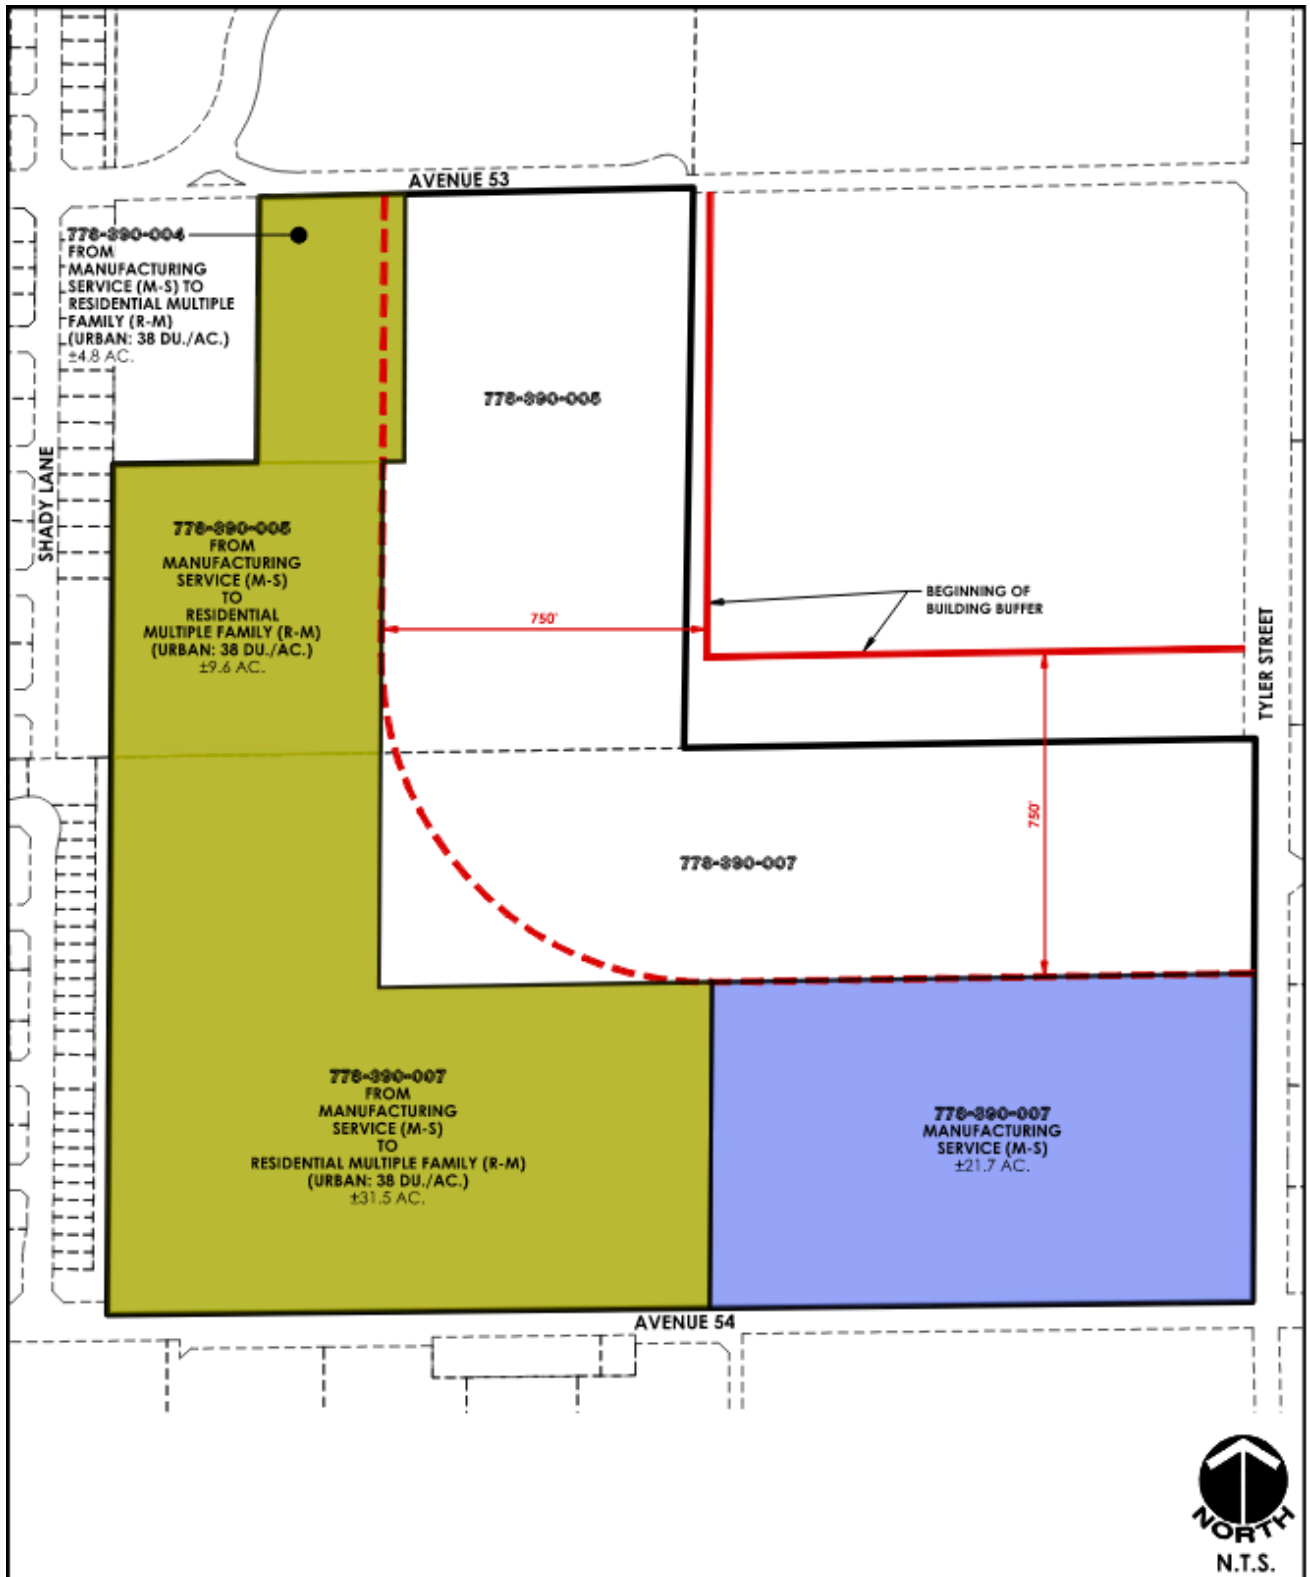 AVENUE 53
778-390-004
FROM
MANUFACTURING
SERVICE (M-S) TO
RESIDENTIAL MULTIPLE
FAMILY (R-M)
(URBAN: 38 DU./AC.)
±4.8 AC.
778-390-005
SHADY LANE
778-390-005
FROM
MANUFACTURING
SERVICE (M-S)
TO
RESIDENTIAL
MULTIPLE FAMILY (R-M)
(URBAN: 38 DU./AC.)
±9.6 AC.
750'
BEGINNING OF
BUILDING BUFFER
TYLER STREET
750'
778-390-007
778-390-007
FROM
MANUFACTURING
SERVICE (M-S)
TO
RESIDENTIAL MULTIPLE FAMILY (R-M)
(URBAN: 38 DU./AC.)
±31.5 AC.
778-390-007
MANUFACTURING
SERVICE (M-S)
±21.7 AC.
AVENUE 54
NORTH
N.T.S.